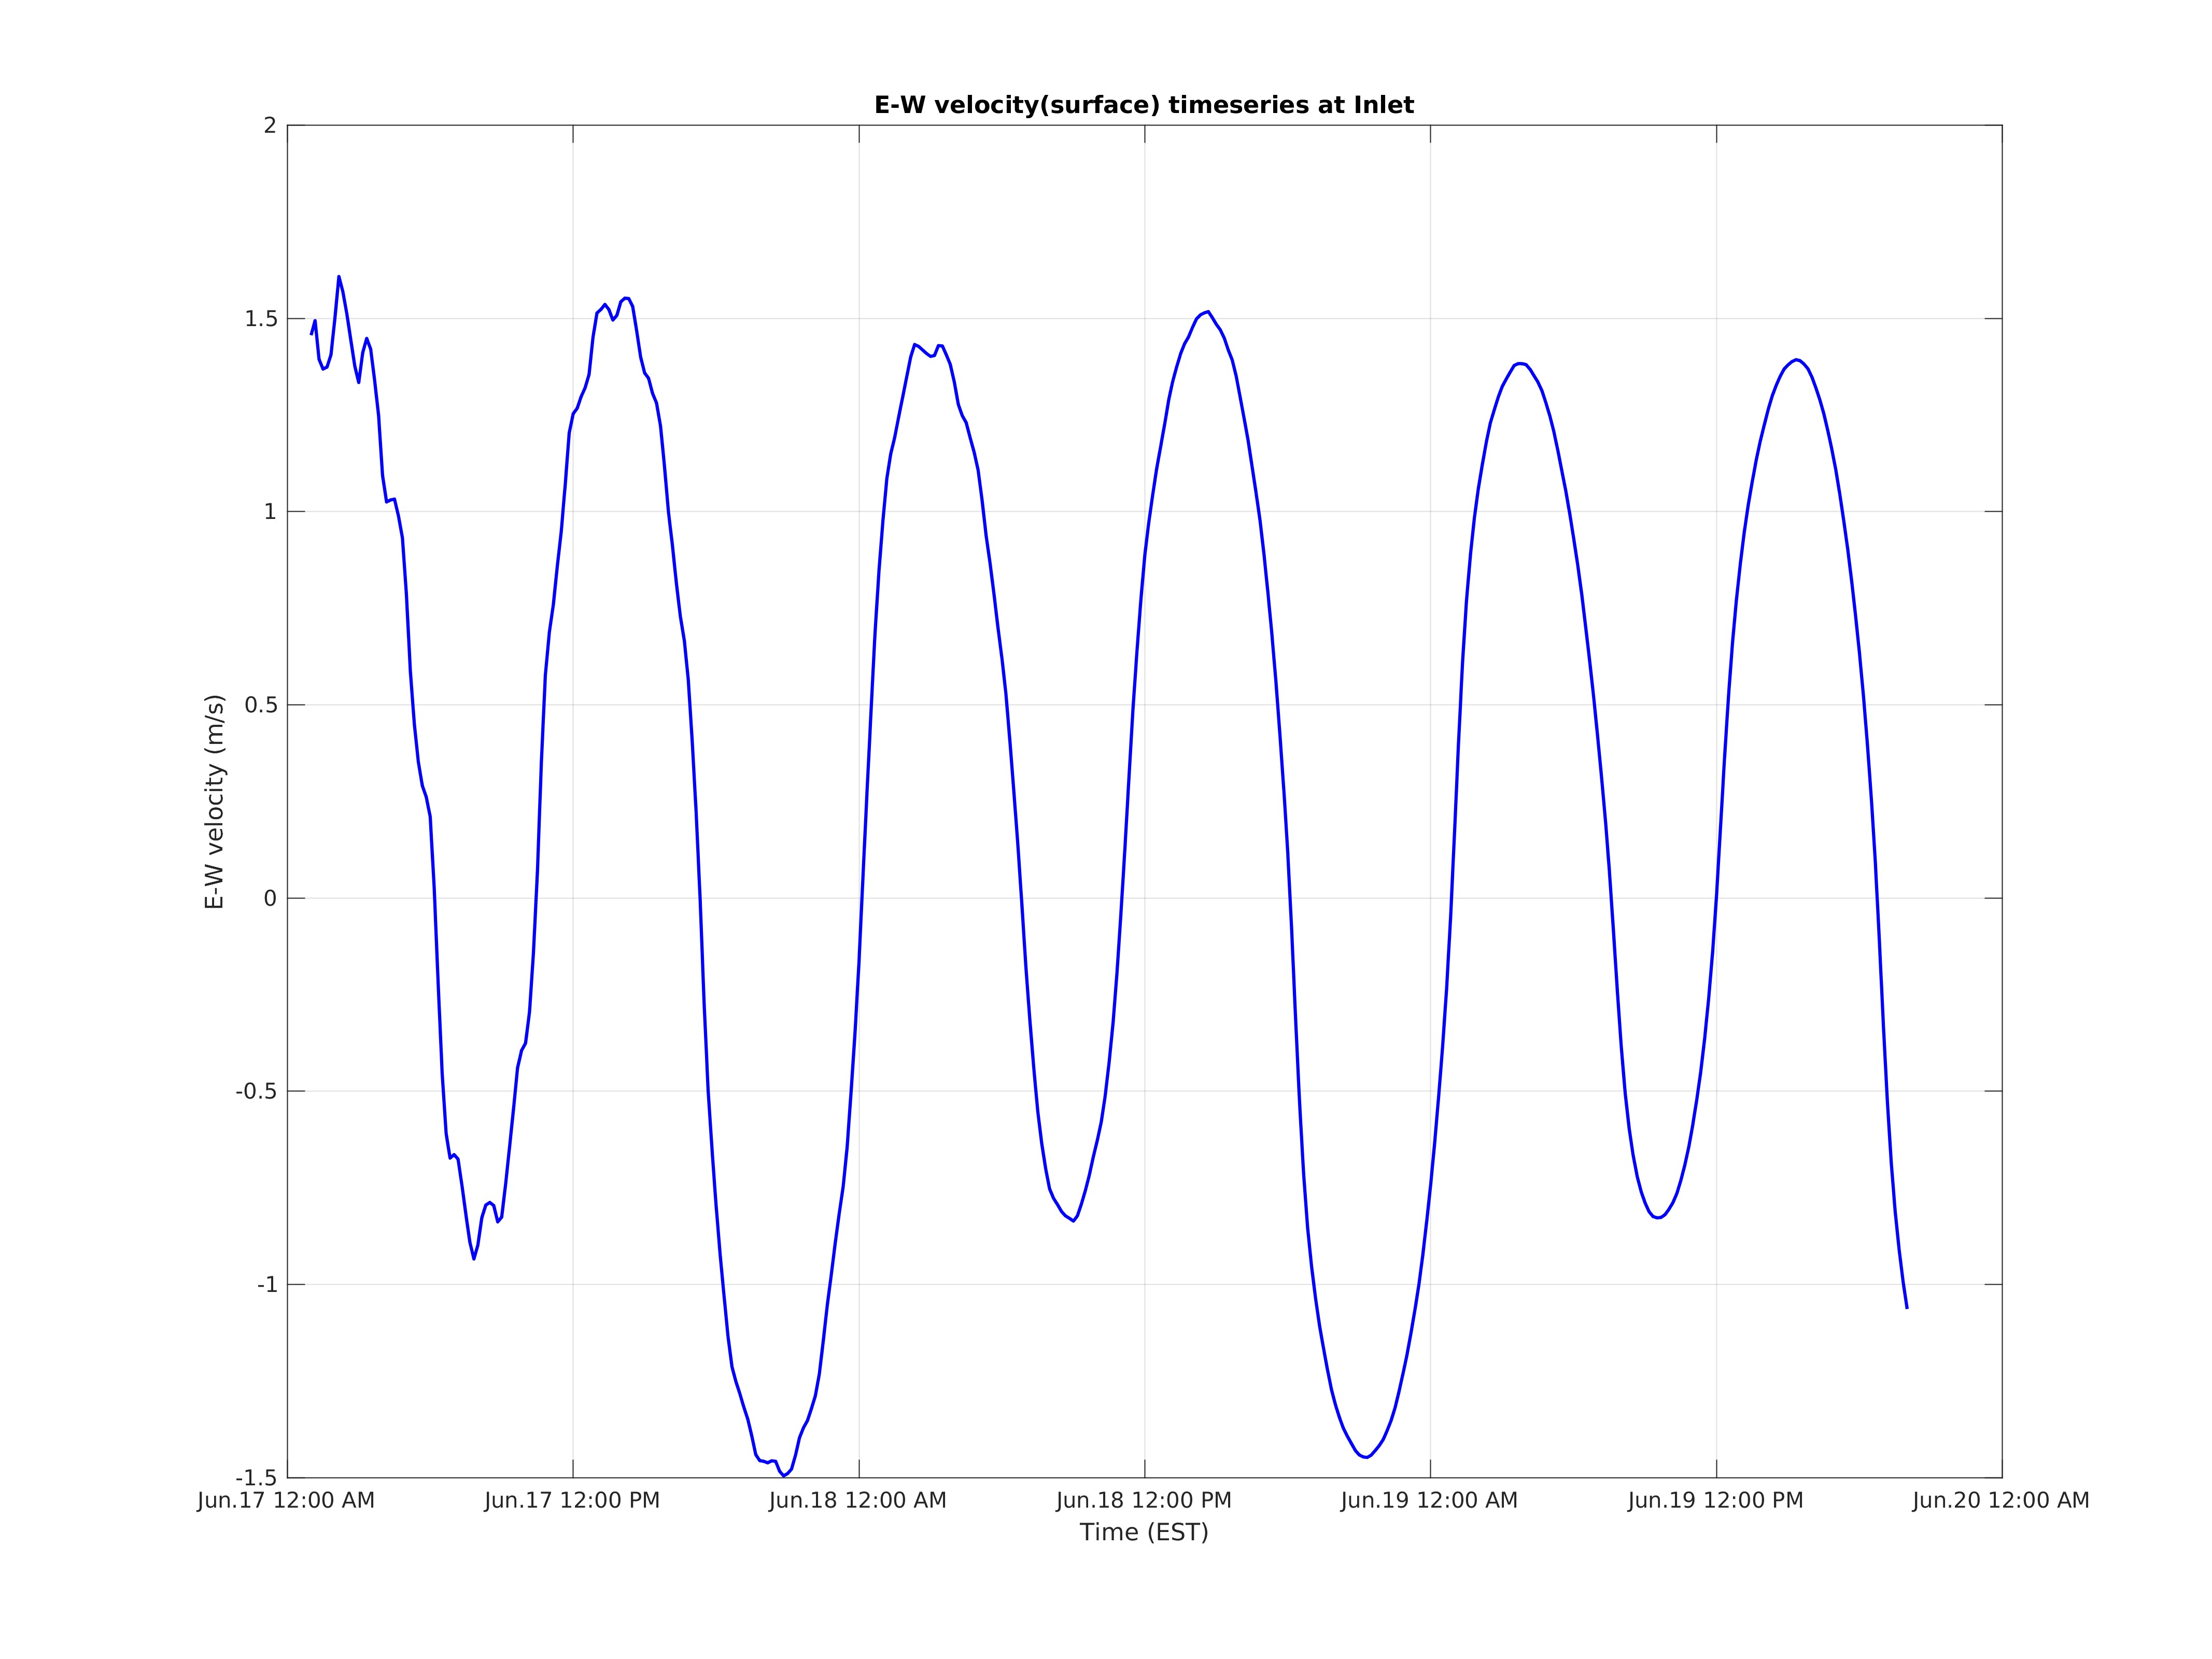 E-W velocity(surface) timeseries at Inlet
2
1.5
1
0.5
0
-0.5
-1
-1.5
E-W velocity (m/s)
Jun.17 12:00 AM
Jun.17 12:00 PM
Jun.18 12:00 AM
Jun.18 12:00 PM
Jun.19 12:00 AM
Jun.19 12:00 PM
Jun.20 12:00 AM
Time (EST)